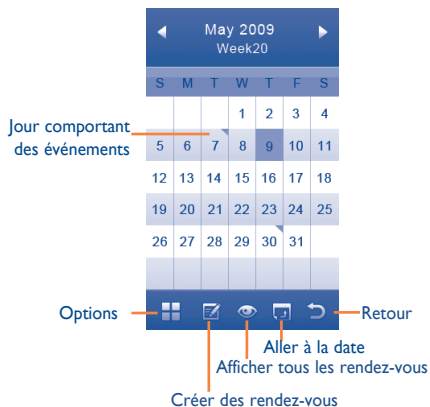 May 2009
Week20
S M T W T F S
1 2 3 4
Jour comportant
des événements
5 6 7 8 9 10 11
12 13 14 15 16 17 18
19 20 21 22 23 24 25
26 27 28 29 30 31
Options
Retour
Aller à la date
Afficher tous les rendez-vous
Créer des rendez-vous